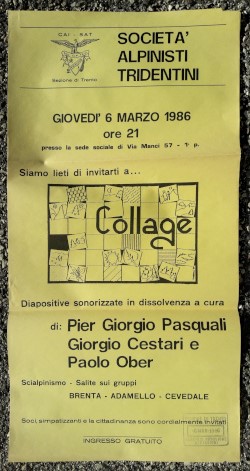 C.A.I. - S.A.T.
Sezione di Trento
SOCIETA'
ALPINISTI
TRIDENTINI
GIOVEDI' 6 MARZO 1986
ore 21
presso la sede sociale di Via Manci 57 - 1° p.
Siamo lieti di invitarti a...
Collage
Diapositive sonorizzate in dissolvenza a cura
di: Pier Giorgio Pasquali
Giorgio Cestari e
Paolo Ober
Scialpinismo - Salite sui gruppi
BRENTA - ADAMELLO - CEVEDALE
Soci, simpatizzanti e la cittadinanza sono cordialmente invitati
INGRESSO GRATUITO